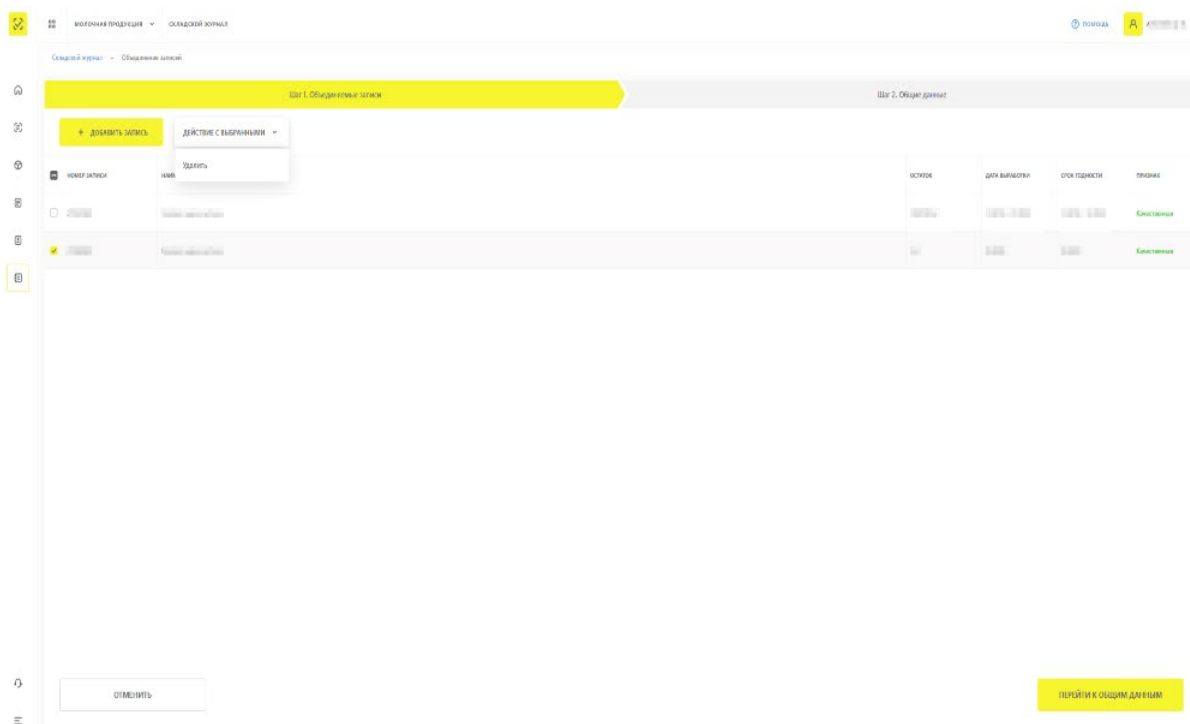 МОЛОЧНАЯ ПРОДУКЦИЯ СКЛАДСКОЙ ЖУРНАЛ ПОМОЩЬ
Складской журнал – Объединение записей
Шаг 1. Объединяемые записи Шаг 2. Общие данные
+ ДОБАВИТЬ ЗАПИСЬ ДЕЙСТВИЕ С ВЫБРАННЫМИ
Удалить
НОМЕР ЗАПИСИ ОСТАТОК ДАТА ВЫРАБОТКИ СРОК ГОДНОСТИ ПРИЗНАК
Качественная
Качественная
ОТМЕНИТЬ ПЕРЕЙТИ К ОБЩИМ ДАННЫМ